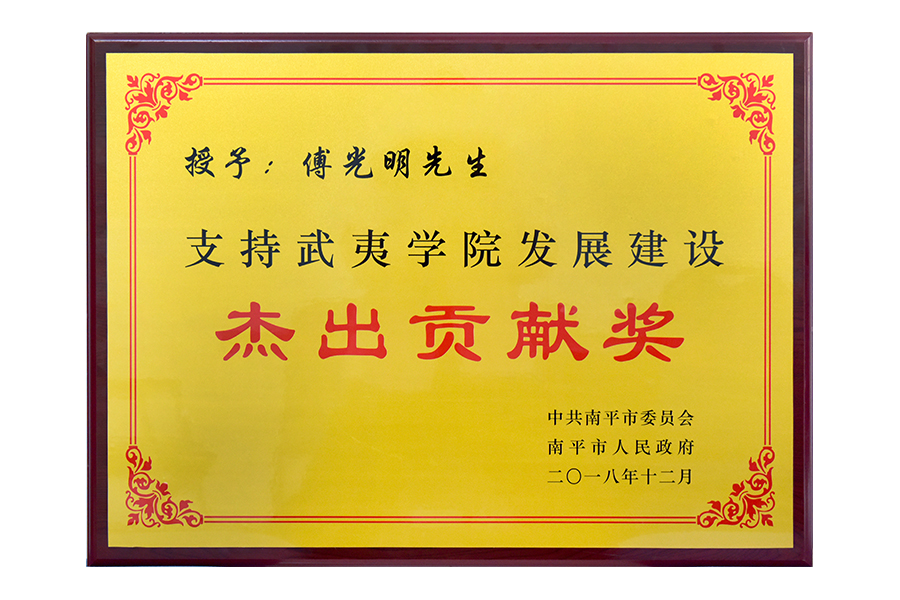 授予：傅光明先生
支持武夷学院发展建设
杰出贡献奖
中共南平市委员会
南平市人民政府
二〇一八年十二月